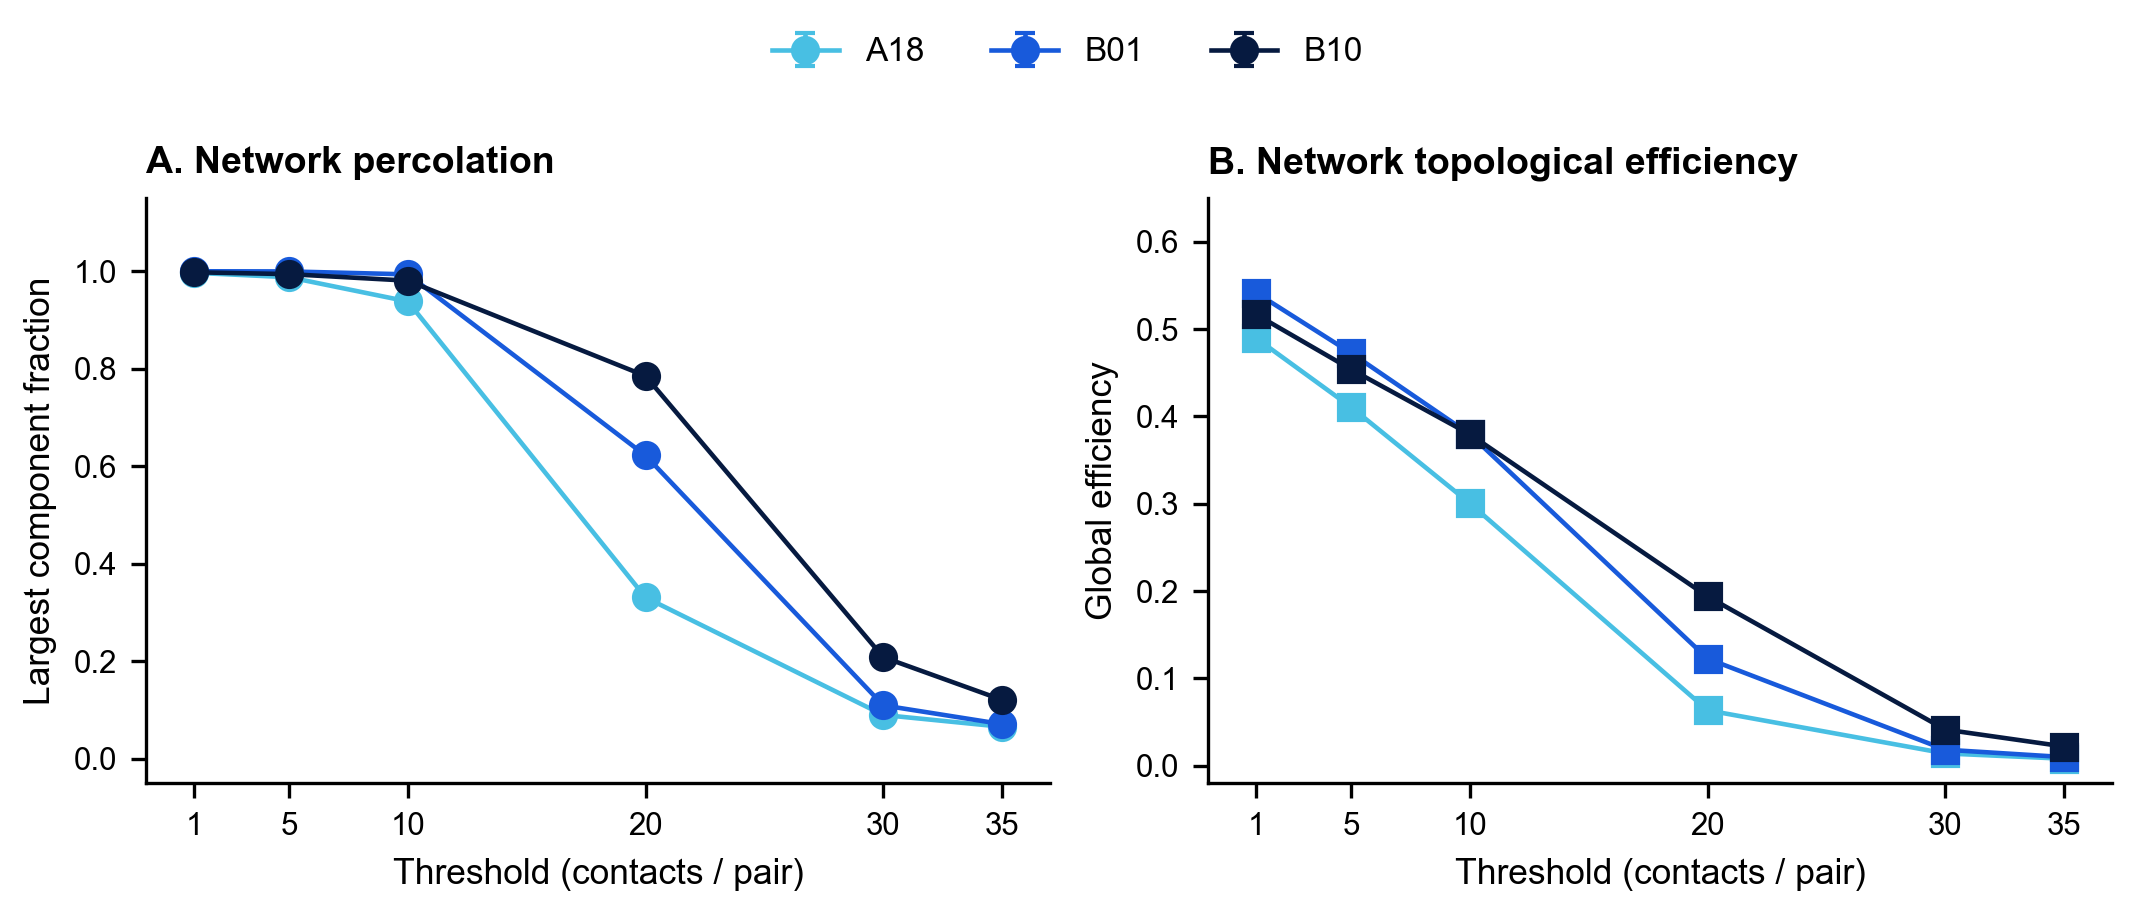 A18 B01 B10
A. Network percolation
Largest component fraction
1.0
0.8
0.6
0.4
0.2
0.0
1 5 10 20 30 35
Threshold (contacts / pair)
B. Network topological efficiency
Global efficiency
0.6
0.5
0.4
0.3
0.2
0.1
0.0
1 5 10 20 30 35
Threshold (contacts / pair)